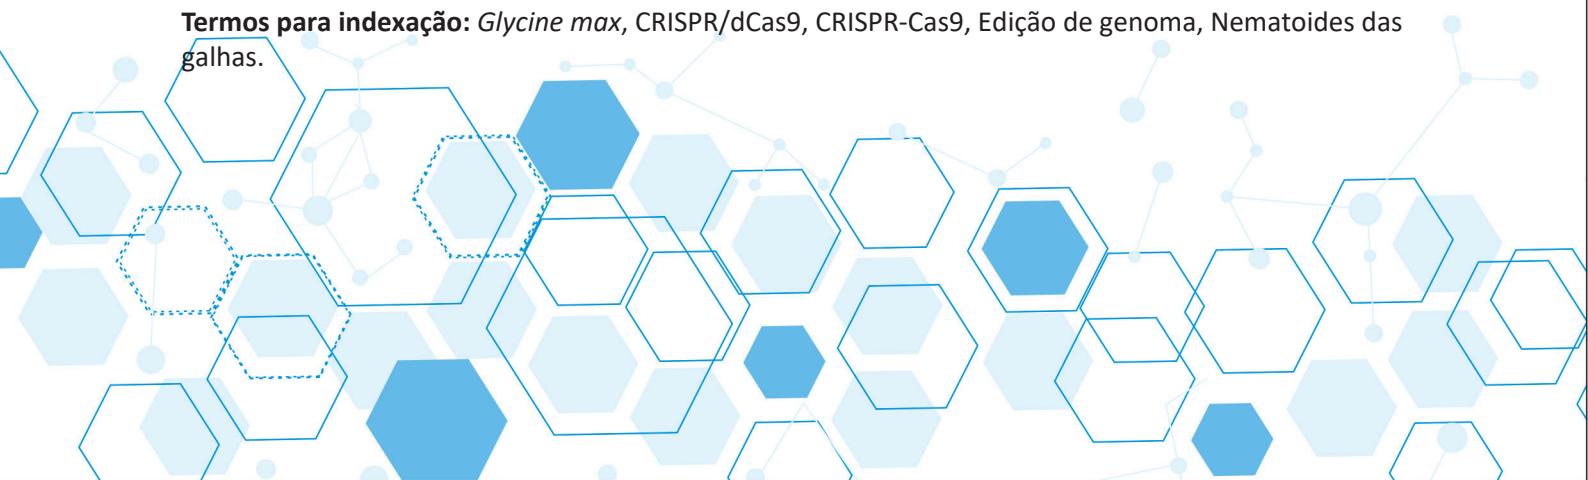 Termos para indexação: Glycine max, CRISPR/dCas9, CRISPR-Cas9, Edição de genoma, Nematoides das
galhas.